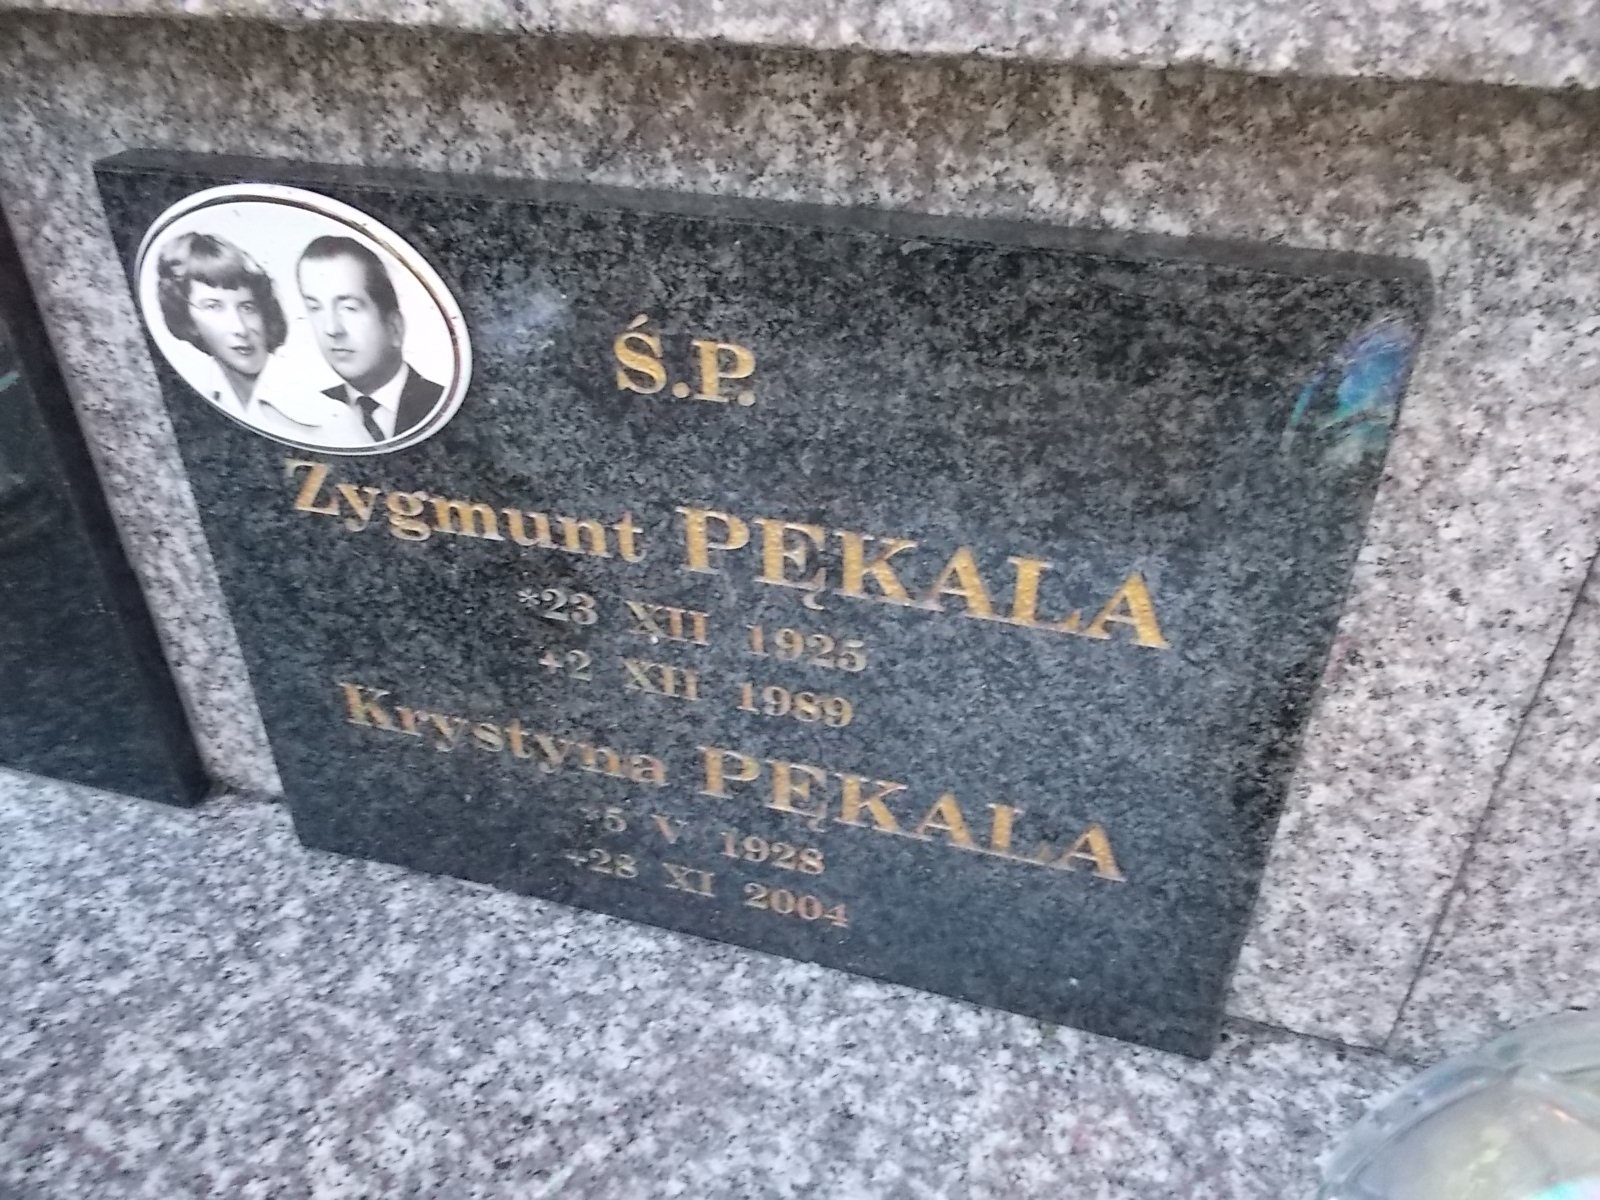 Ś.P.
Zygmunt PĘKALA
*23 XII 1925
+2 XII 1989
Krystyna PĘKALA
*5 V 1928
+28 XI 2004